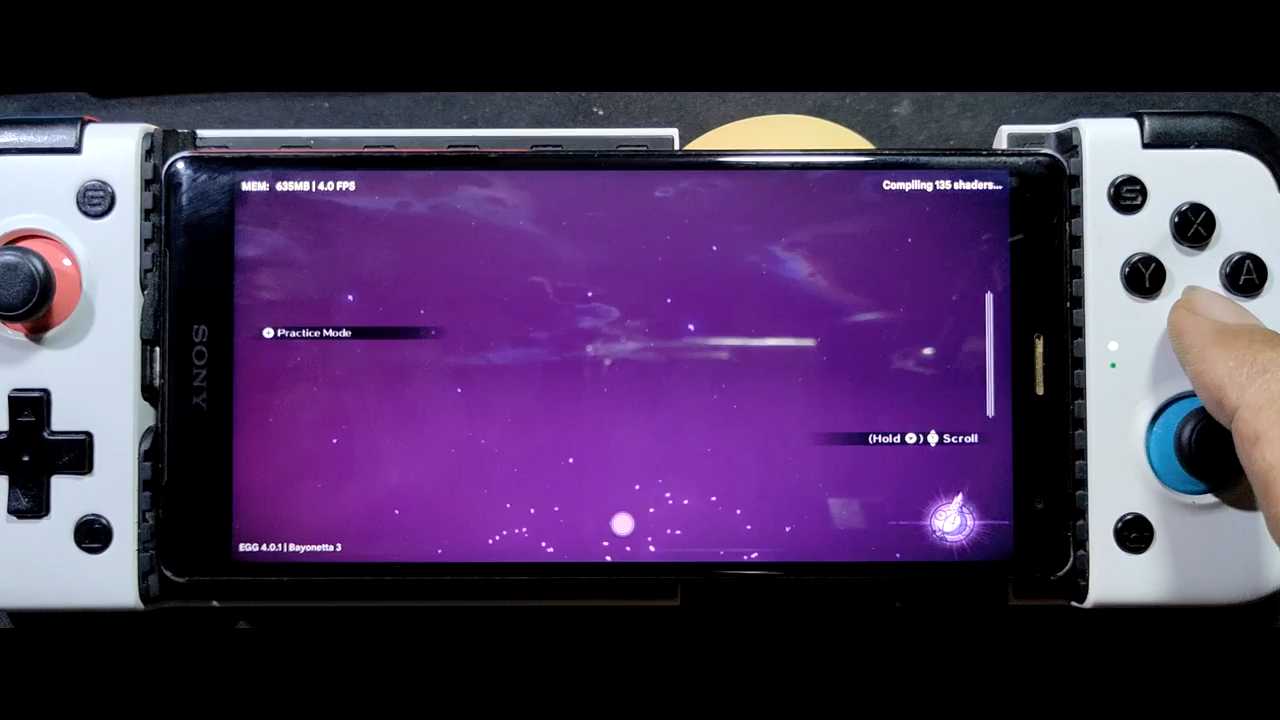 MEM: 635MB | 4.0 FPS
Compiling 135 shaders...
S
X
Y
A
SONY
Practice Mode
(Hold ) Scroll
EGG 4.0.1 | Bayonetta 3